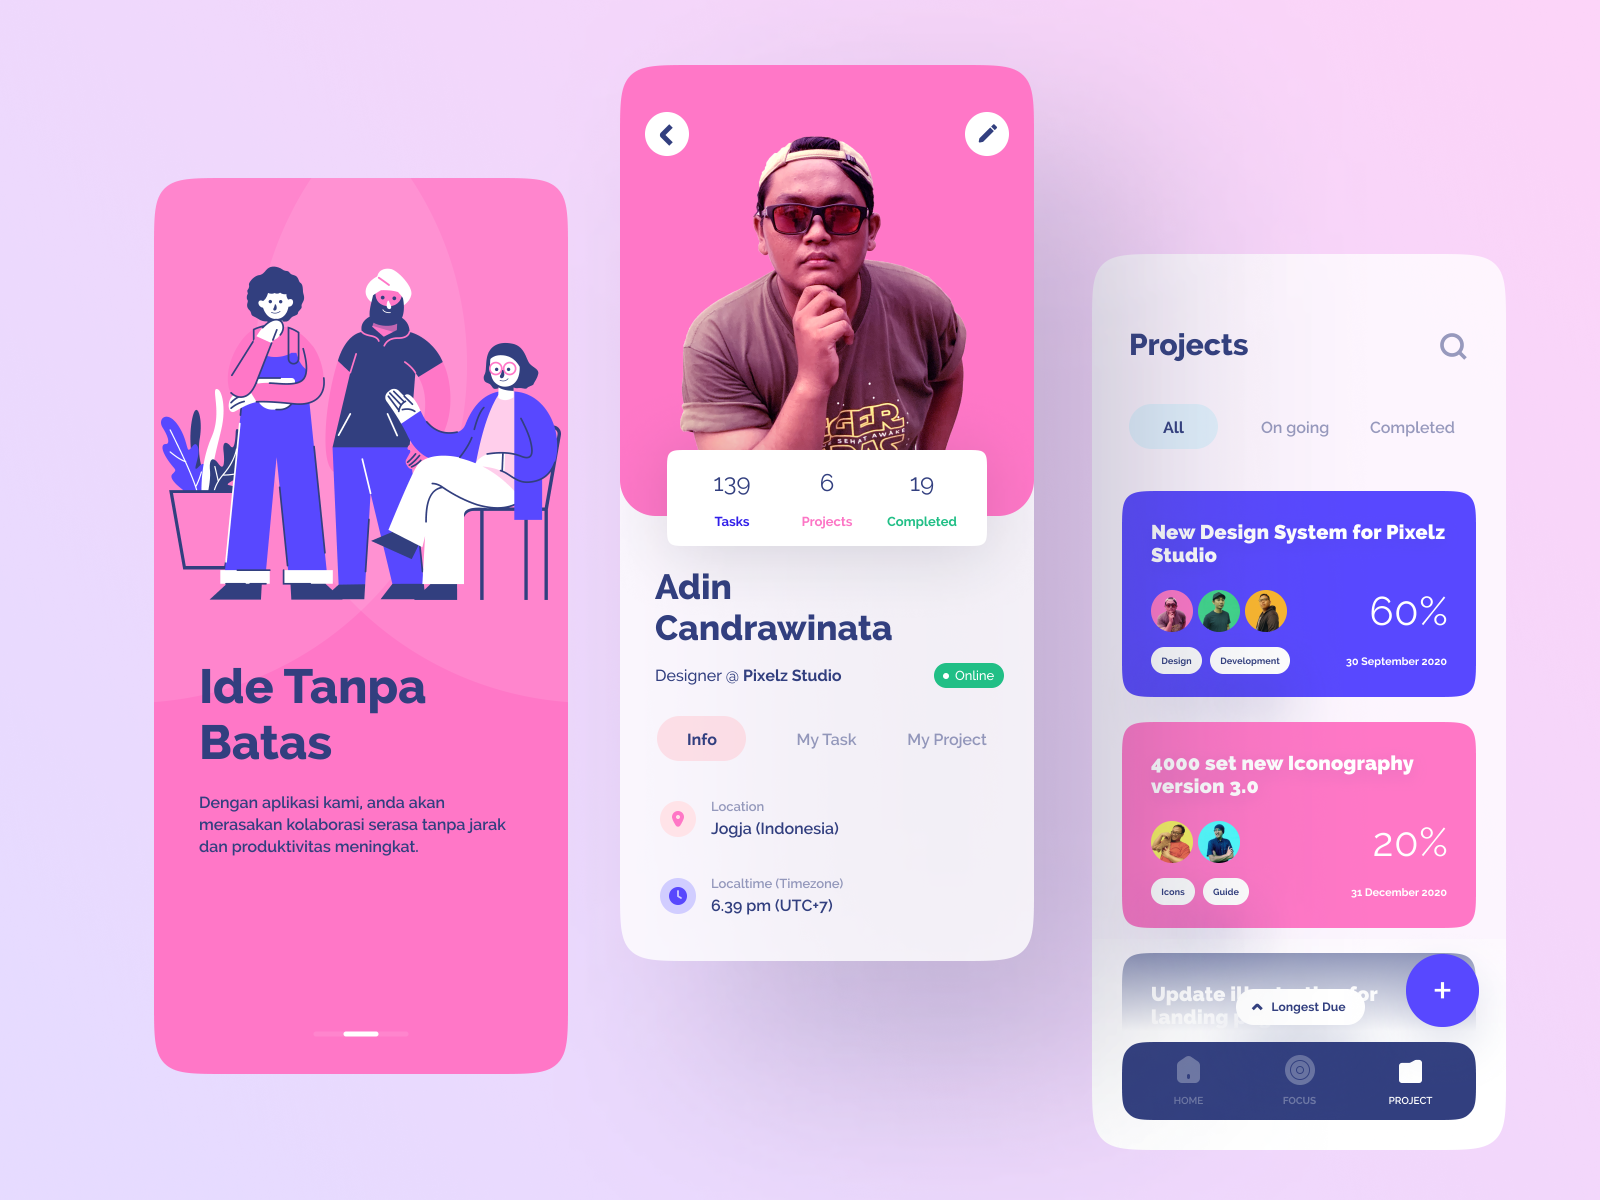 Ide Tanpa
Batas
Dengan aplikasi kami, anda akan
merasakan kolaborasi serasa tanpa jarak
dan produktivitas meningkat.
SEHAT AWAKE
139
6
19
Tasks
Projects
Completed
Adin
Candrawinata
Designer @ Pixelz Studio
Online
Info
My Task
My Project
Location
Jogja (Indonesia)
Localtime (Timezone)
6.39 pm (UTC+7)
Projects
All
On going
Completed
New Design System for Pixelz
Studio
60%
Design
Development
30 September 2020
4000 set new Iconography
version 3.0
20%
Icons
Guide
31 December 2020
Update for
landing
Longest Due
+
HOME
FOCUS
PROJECT